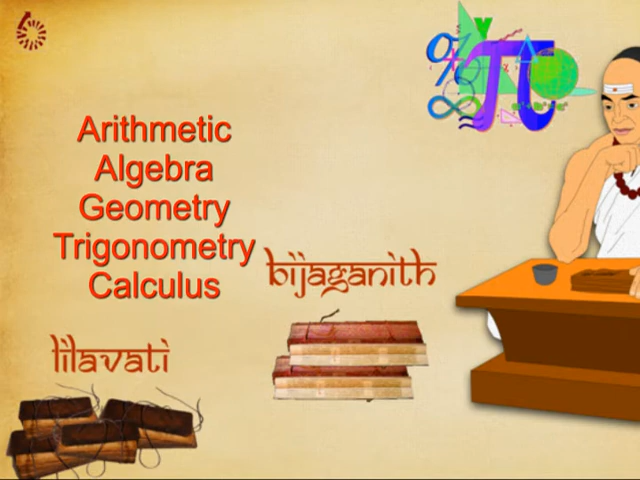 Arithmetic
Algebra
Geometry
Trigonometry
Calculus
Bijaganith
lilavati